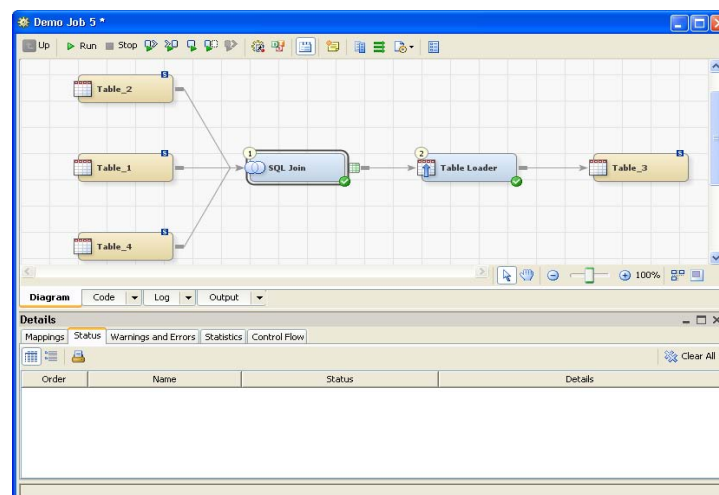 Demo Job 5 *
Up Run Stop
S
Table_2
S
Table_1
1
SQL Join
2
Table Loader
S
Table_3
S
Table_4
100%
Diagram Code Log Output
Details
Mappings Status Warnings and Errors Statistics Control Flow
Clear All
Order Name Status Details